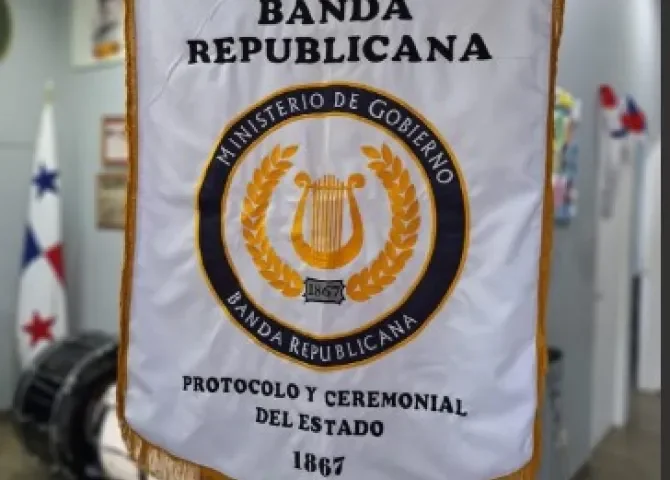 BANDA
REPUBLICANA
MINISTERIO DE GOBIERNO
1867
BANDA REPUBLICANA
PROTOCOLO Y CEREMONIAL
DEL ESTADO
1867